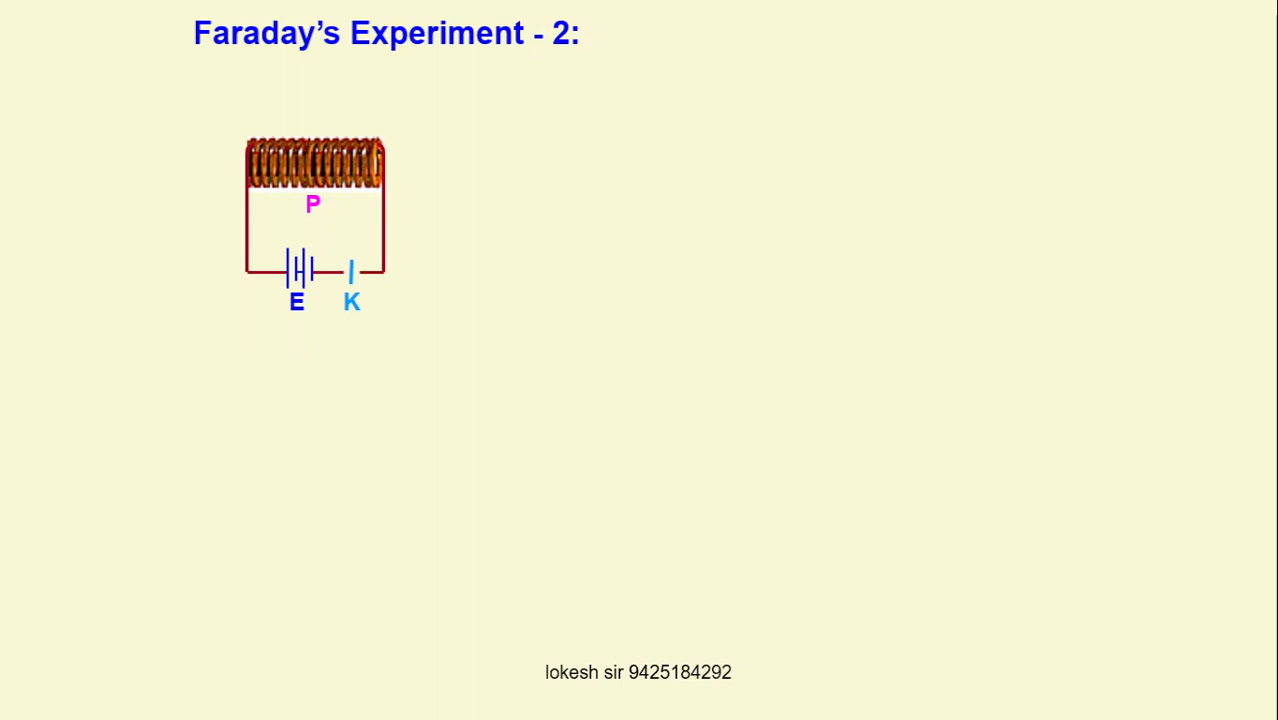 Faraday’s Experiment - 2:
P
E
K
lokesh sir 9425184292